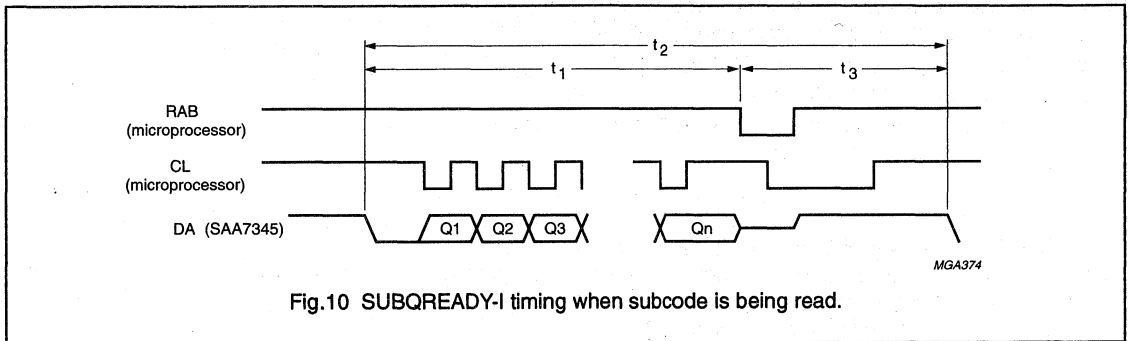 t2
t1
t3
RAB
(microprocessor)
CL
(microprocessor)
DA (SAA7345)
Q1
Q2
Q3
Qn
MGA374
Fig.10 SUBQREADY-I timing when subcode is being read.